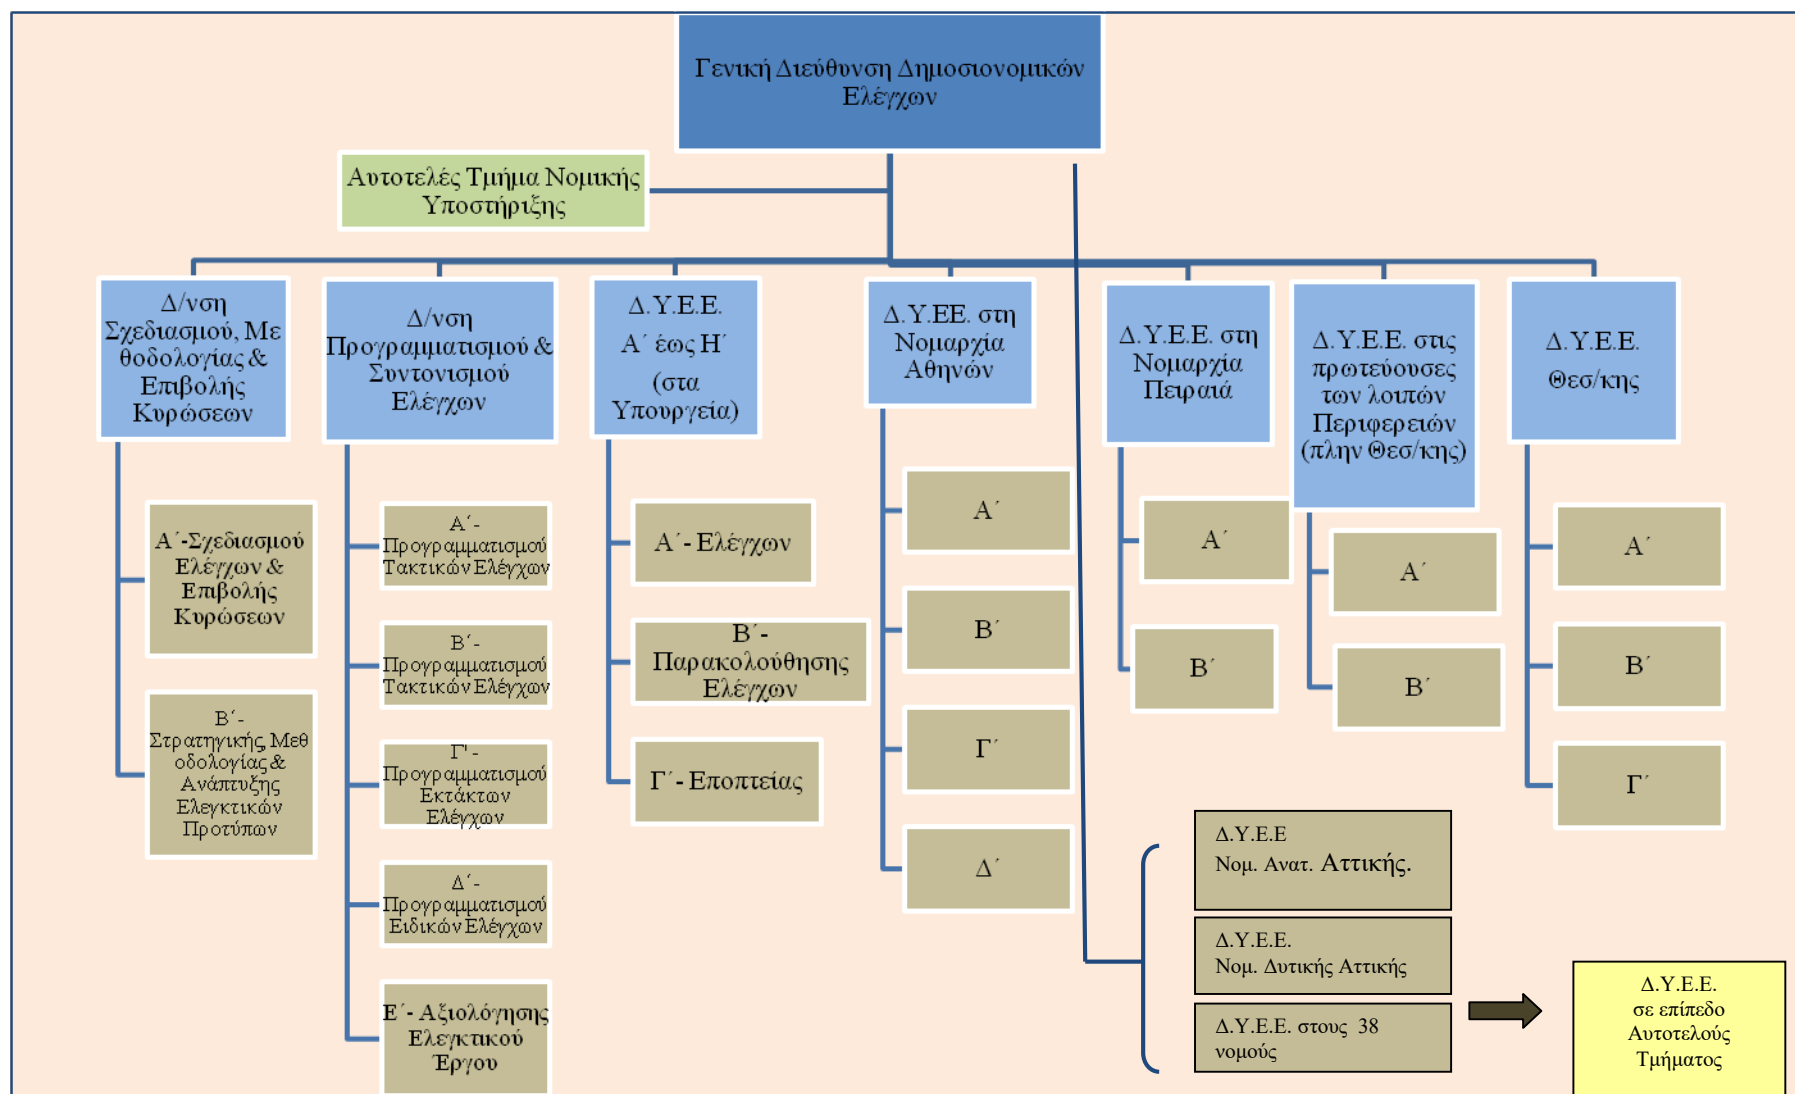 Γενική Διεύθυνση Δημοσιονομικών
Ελέγχων
Αυτοτελές Τμήμα Νομικής
Υποστήριξης
Δ/νση
Σχεδιασμού, Με
θοδολογίας &
Επιβολής
Κυρώσεων
Α΄-Σχεδιασμού
Ελέγχων &
Επιβολής
Κυρώσεων
Β΄-
Στρατηγικής, Μεθ
οδολογίας &
Ανάπτυξης
Ελεγκτικών
Προτύπων
Δ/νση
Προγραμματισμού &
Συντονισμού
Ελέγχων
Α΄-
Προγραμματισμού
Τακτικών Ελέγχων
Β΄-
Προγραμματισμού
Τακτικών Ελέγχων
Γ'-
Προγραμματισμού
Εκτάκτων
Ελέγχων
Δ΄-
Προγραμματισμού
Ειδικών Ελέγχων
Ε΄- Αξιολόγησης
Ελεγκτικού
Έργου
Δ.Υ.Ε.Ε.
Α΄ έως Η΄
(στα
Υπουργεία)
Α΄- Ελέγχων
Β΄-
Παρακολούθησης
Ελέγχων
Γ΄- Εποπτείας
Δ.Υ.ΕΕ. στη
Νομαρχία
Αθηνών
Α΄
Β΄
Γ΄
Δ΄
Δ.Υ.Ε.Ε. στη
Νομαρχία
Πειραιά
Α΄
Β΄
Δ.Υ.Ε.Ε. στις
πρωτεύουσες
των λοιπών
Περιφερειών
(πλην Θεσ/κης)
Α΄
Β΄
Δ.Υ.Ε.Ε.
Θεσ/κης
Α΄
Β΄
Γ΄
Δ.Υ.Ε.Ε
Νομ. Ανατ. Αττικής.
Δ.Υ.Ε.Ε.
Νομ. Δυτικής Αττικής
Δ.Υ.Ε.Ε. στους 38
νομούς
Δ.Υ.Ε.Ε.
σε επίπεδο
Αυτοτελούς
Τμήματος